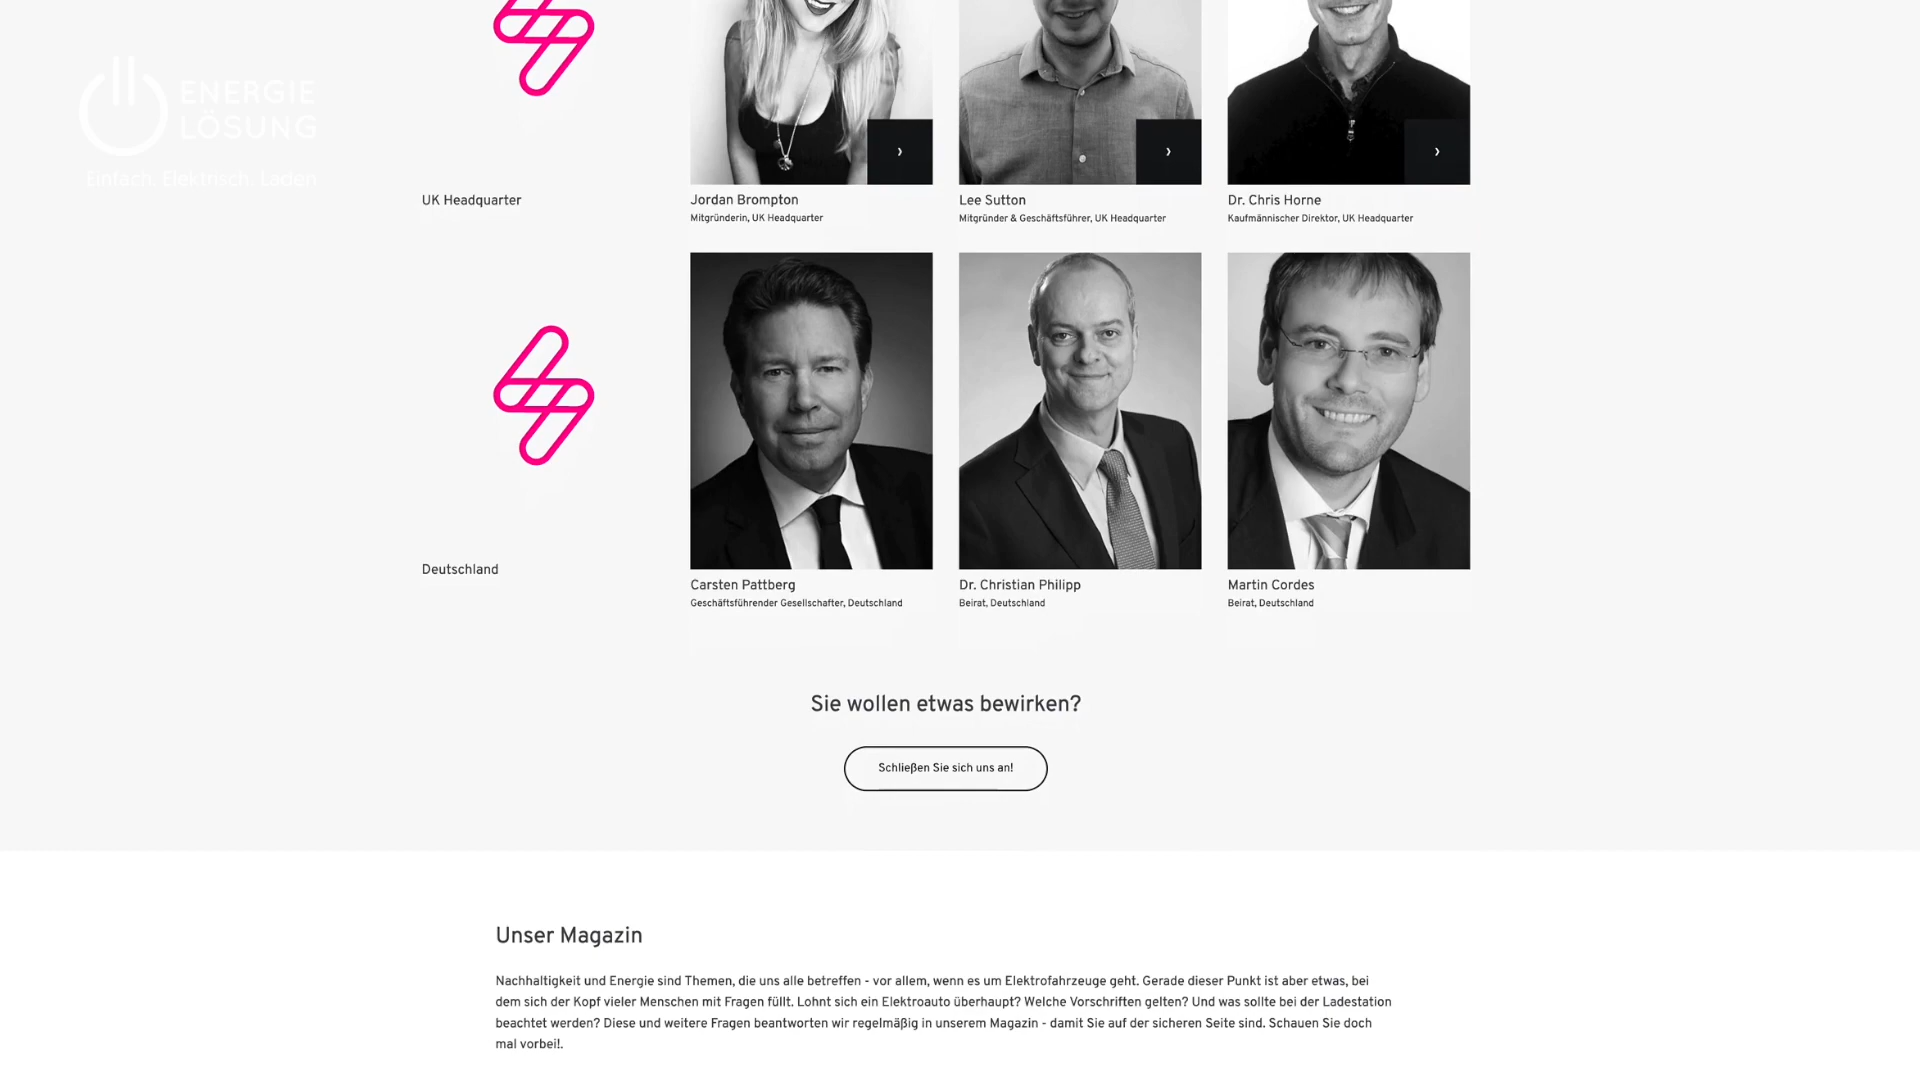 ENERGIE
LÖSUNG
Einfach. Elektrisch. Laden
UK Headquarter
Jordan Brompton
Mitgründerin, UK Headquarter
Lee Sutton
Mitgründer & Geschäftsführer, UK Headquarter
Dr. Chris Horne
Kaufmännischer Direktor, UK Headquarter
Deutschland
Carsten Pattberg
Geschäftsführender Gesellschafter, Deutschland
Dr. Christian Philipp
Beirat, Deutschland
Martin Cordes
Beirat, Deutschland
Sie wollen etwas bewirken?
Schließen Sie sich uns an!
Unser Magazin
Nachhaltigkeit und Energie sind Themen, die uns alle betreffen - vor allem, wenn es um Elektrofahrzeuge geht. Gerade dieser Punkt ist aber etwas, bei
dem sich der Kopf vieler Menschen mit Fragen füllt. Lohnt sich ein Elektroauto überhaupt? Welche Vorschriften gelten? Und was sollte bei der Ladestation
beachtet werden? Diese und weitere Fragen beantworten wir regelmäßig in unserem Magazin - damit Sie auf der sicheren Seite sind. Schauen Sie doch
mal vorbei!.